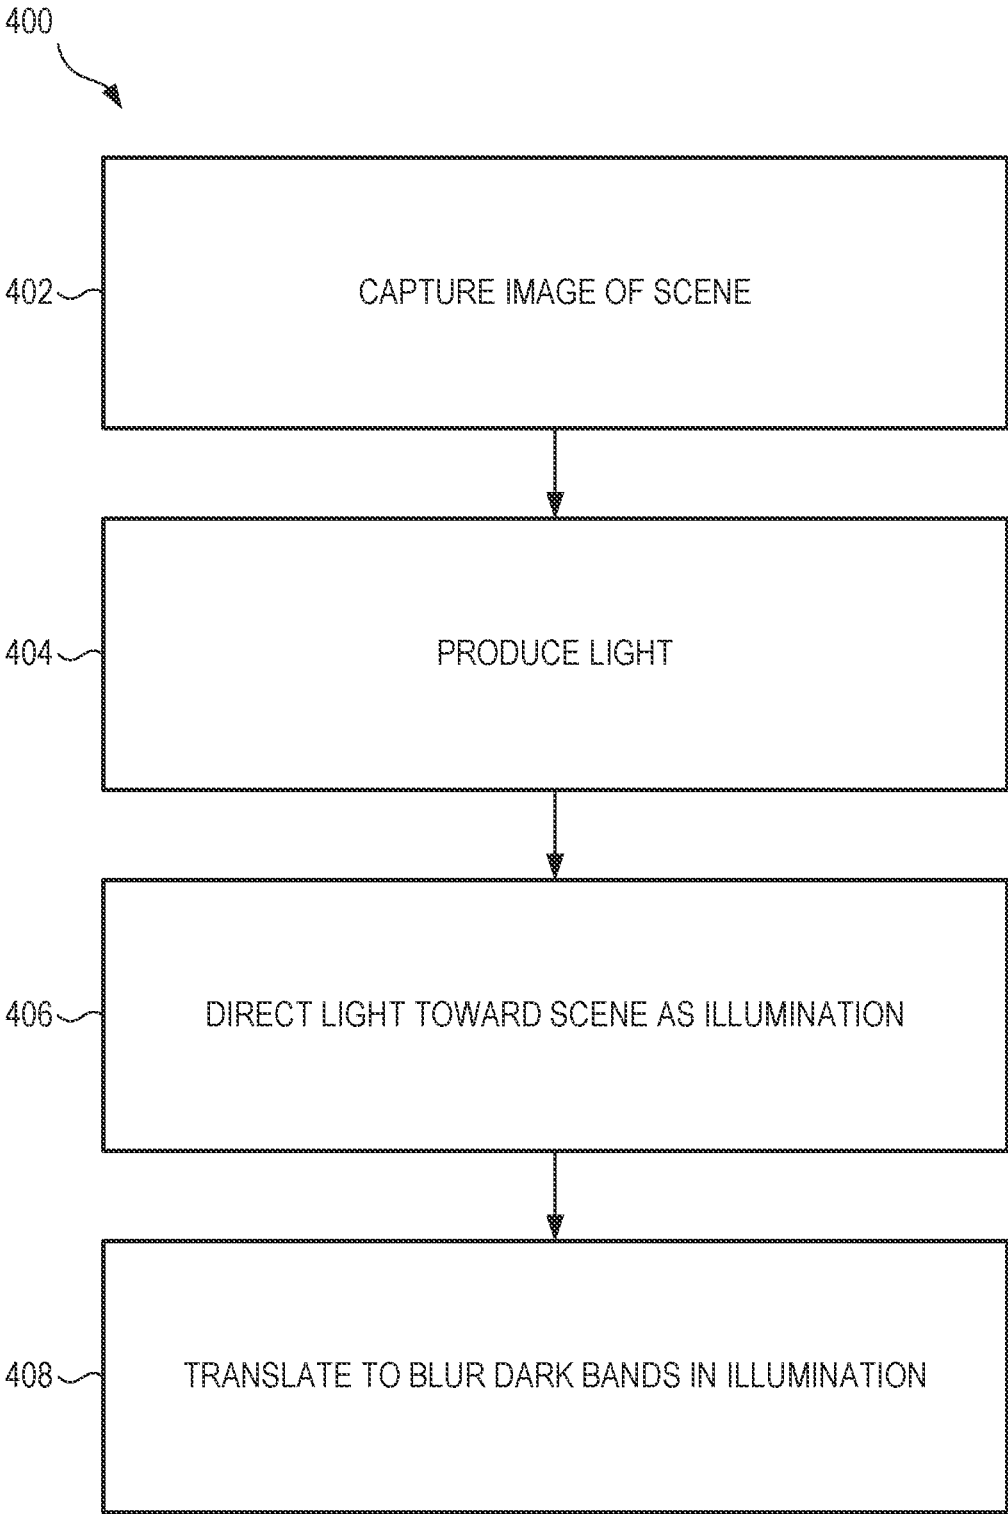 400
402
CAPTURE IMAGE OF SCENE
404
PRODUCE LIGHT
406
DIRECT LIGHT TOWARD SCENE AS ILLUMINATION
408
TRANSLATE TO BLUR DARK BANDS IN ILLUMINATION